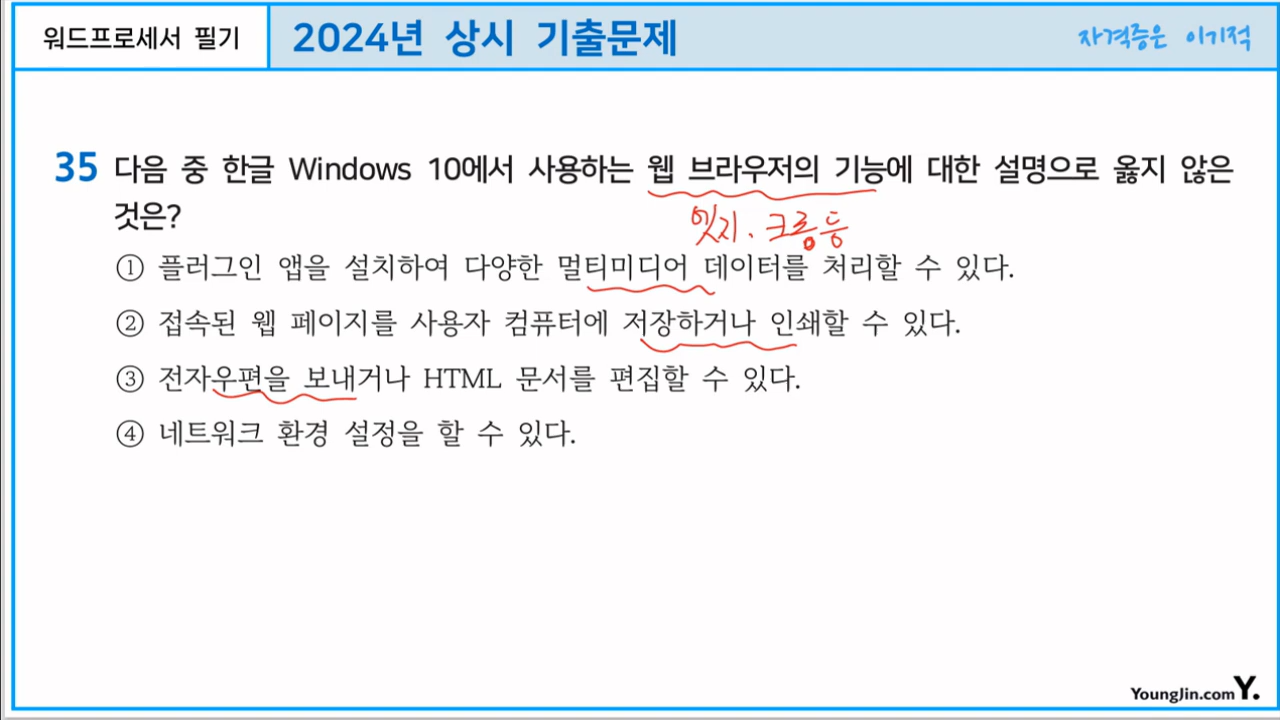 워드프로세서 필기
2024년 상시 기출문제
자격증은 이기적
35 다음 중 한글 Windows 10에서 사용하는 웹 브라우저의 기능에 대한 설명으로 옳지 않은
것은?
엣지. 크롬 등
① 플러그인 앱을 설치하여 다양한 멀티미디어 데이터를 처리할 수 있다.
② 접속된 웹 페이지를 사용자 컴퓨터에 저장하거나 인쇄할 수 있다.
③ 전자우편을 보내거나 HTML 문서를 편집할 수 있다.
④ 네트워크 환경 설정을 할 수 있다.
YoungJin.com Y.